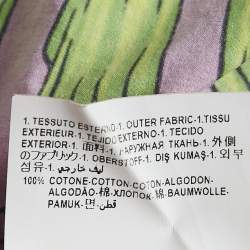 1. TESSUTO ESTERNO-1. OUTER FABRIC-1.TISSU
EXTERIEUR-1. TEJIDO EXTERNO-1. TECIDO
EXTERIOR-1. 面料-1. НАРУЖНАЯ ТКАНЬ-1. 外側
のファブリック-1. OBERSTOFF-1. DIŞ KUMAŞ-1. 외부
섬유-1. ليف خارجي
100% COTONE-COTTON-COTON-ALGODON-
ALGODÃO-棉-ХЛОПОК-綿-BAUMWOLLE-
PAMUK-면-قطن